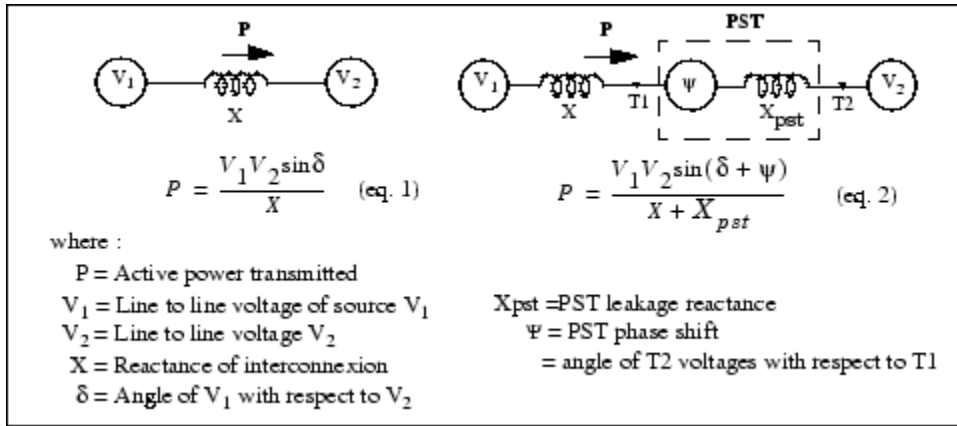 P
V1 X V2
P = V1V2sinδ / X (eq. 1)
P PST
V1 X T1 Ψ Xpst T2 V2
P = V1V2sin(δ + ψ) / X + Xpst (eq. 2)
where :
P = Active power transmitted
V1 = Line to line voltage of source V1
V2 = Line to line voltage V2
X = Reactance of interconnexion
δ = Angle of V1 with respect to V2
Xpst =PST leakage reactance
Ψ = PST phase shift
= angle of T2 voltages with respect to T1